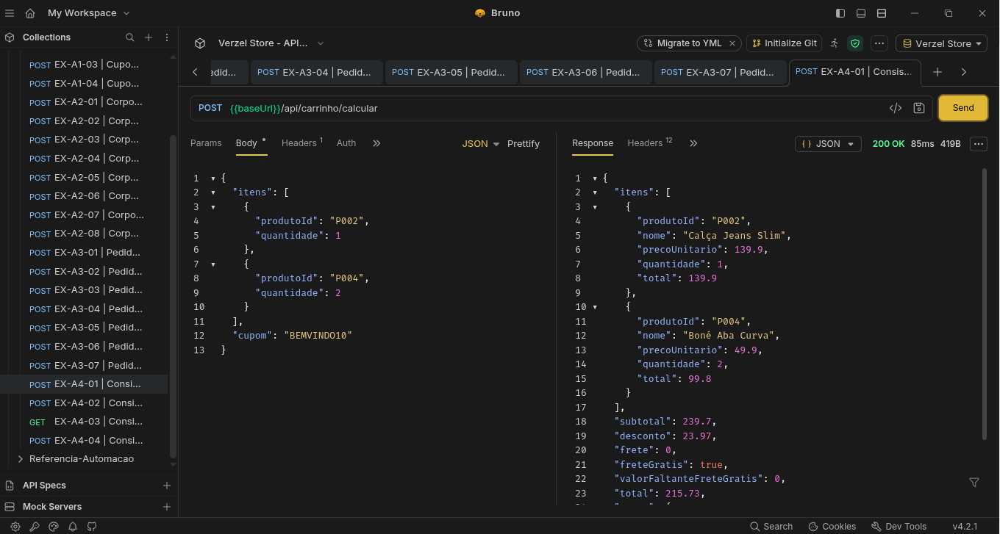 My Workspace
Bruno
Collections
Verzel Store - API...
Migrate to YML
Initialize Git
Verzel Store
POST EX-A1-03 | Cupo...
POST EX-A1-04 | Cupo...
POST EX-A2-01 | Corpo...
POST EX-A2-02 | Corp...
POST EX-A2-03 | Corp...
POST EX-A2-04 | Corp...
POST EX-A2-05 | Corp...
POST EX-A2-06 | Corp...
POST EX-A2-07 | Corpo...
POST EX-A2-08 | Corp...
POST EX-A3-01 | Pedid...
POST EX-A3-02 | Pedid...
POST EX-A3-03 | Pedid...
POST EX-A3-04 | Pedid...
POST EX-A3-05 | Pedid...
POST EX-A3-06 | Pedid...
POST EX-A3-07 | Pedid...
POST EX-A4-01 | Consi...
POST EX-A4-02 | Consi...
GET EX-A4-03 | Consi...
POST EX-A4-04 | Consi...
Referencia-Automacao
API Specs
Mock Servers
edid...
POST EX-A3-04 | Pedid...
POST EX-A3-05 | Pedid...
POST EX-A3-06 | Pedid...
POST EX-A3-07 | Pedid...
POST EX-A4-01 | Consis...
POST {{baseUrl}}/api/carrinho/calcular
Send
Params Body Headers 1 Auth
JSON Prettify
1 {
2 "itens": [
3 {
4 "produtoId": "P002",
5 "quantidade": 1
6 },
7 {
8 "produtoId": "P004",
9 "quantidade": 2
10 }
11 ],
12 "cupom": "BEMVINDO10"
13 }
Response Headers 12
{ } JSON
200 OK 85ms 419B
1 {
2 "itens": [
3 {
4 "produtoId": "P002",
5 "nome": "Calça Jeans Slim",
6 "precoUnitario": 139.9,
7 "quantidade": 1,
8 "total": 139.9
9 },
10 {
11 "produtoId": "P004",
12 "nome": "Boné Aba Curva",
13 "precoUnitario": 49.9,
14 "quantidade": 2,
15 "total": 99.8
16 }
17 ],
18 "subtotal": 239.7,
19 "desconto": 23.97,
20 "frete": 0,
21 "freteGratis": true,
22 "valorFaltanteFreteGratis": 0,
23 "total": 215.73,
Search
Cookies
Dev Tools
v4.2.1